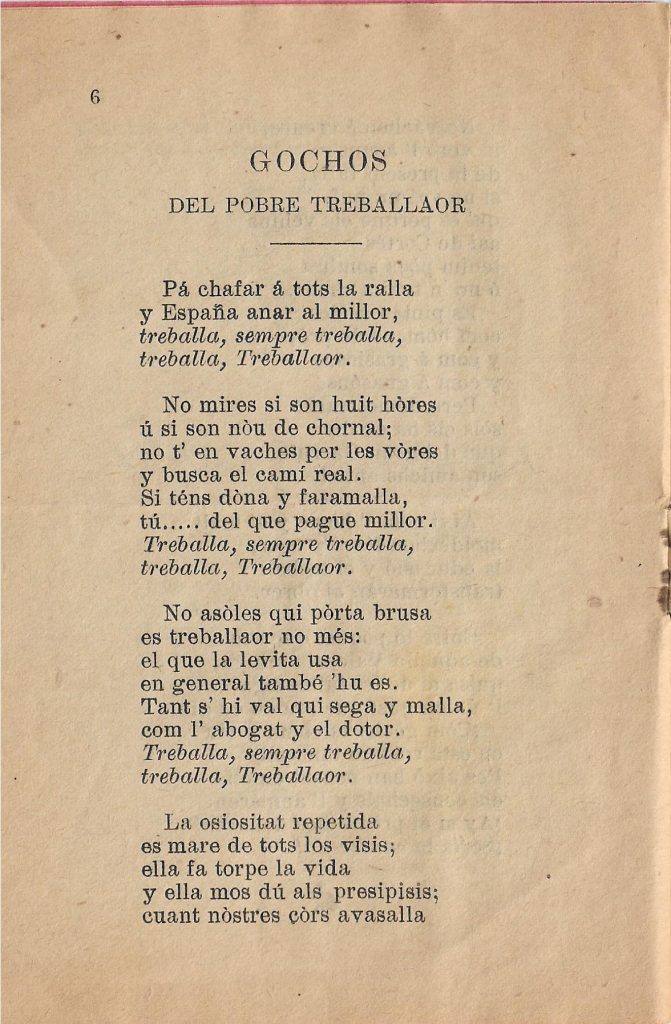 6
GOCHOS
DEL POBRE TREBALLAOR
Pá chafar á tots la ralla
y España anar al millor,
treballa, sempre treballa,
treballa, Treballaor.
No mires si son huit hòres
ú si son nòu de chornal;
no t' en vaches per les vòres
y busca el camí real.
Si téns dòna y faramalla,
tú..... del que pague millor.
Treballa, sempre treballa,
treballa, Treballaor.
No asòles qui pòrta brusa
es treballaor no més:
el que la levita usa
en general també 'hu es.
Tant s' hi val qui sega y malla,
com l' abogat y el dotor.
Treballa, sempre treballa,
treballa, Treballaor.
La osiositat repetida
es mare de tots los visis;
ella fa torpe la vida
y ella mos dú als presipisis;
cuant nòstres còrs avasalla